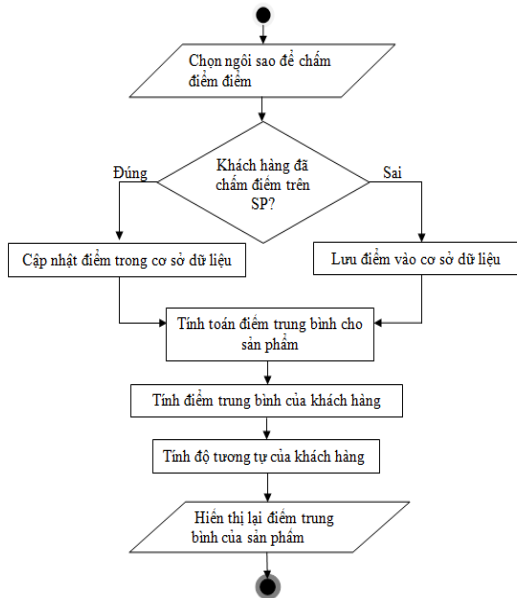 Chọn ngôi sao để chấm
điểm điểm
Khách hàng đã
chấm điểm trên
SP?
Đúng
Sai
Cập nhật điểm trong cơ sở dữ liệu
Lưu điểm vào cơ sở dữ liệu
Tính toán điểm trung bình cho
sản phẩm
Tính điểm trung bình của khách hàng
Tính độ tương tự của khách hàng
Hiển thị lại điểm trung
bình của sản phẩm